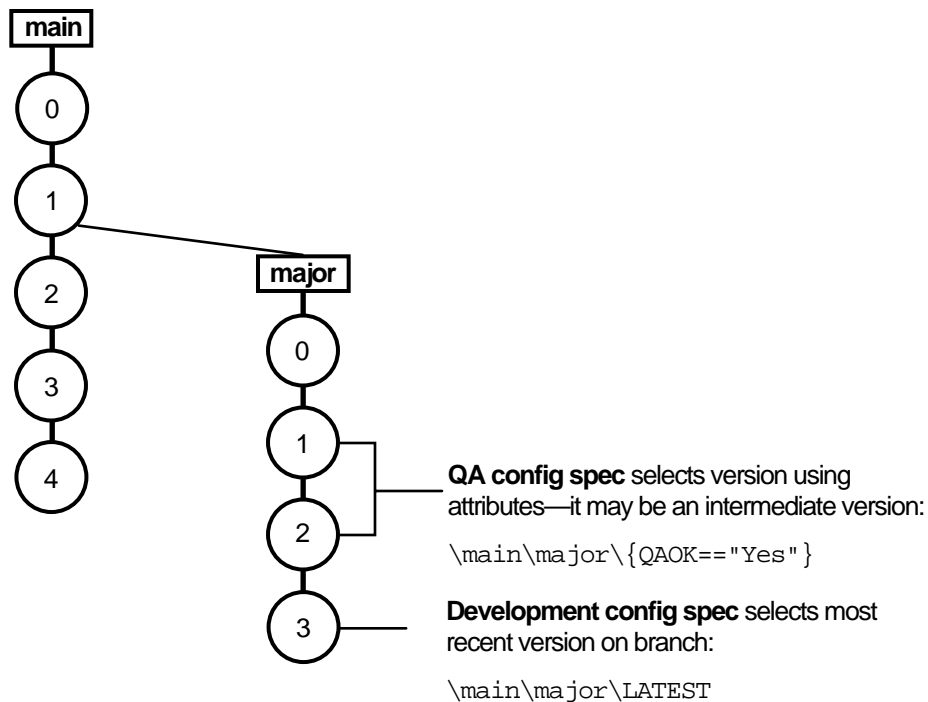 main
0
1
2
3
4
major
0
1
2
3
QA config spec selects version using
attributes—it may be an intermediate version:
\main\major\{QAOK=="Yes"}
Development config spec selects most
recent version on branch:
\main\major\LATEST